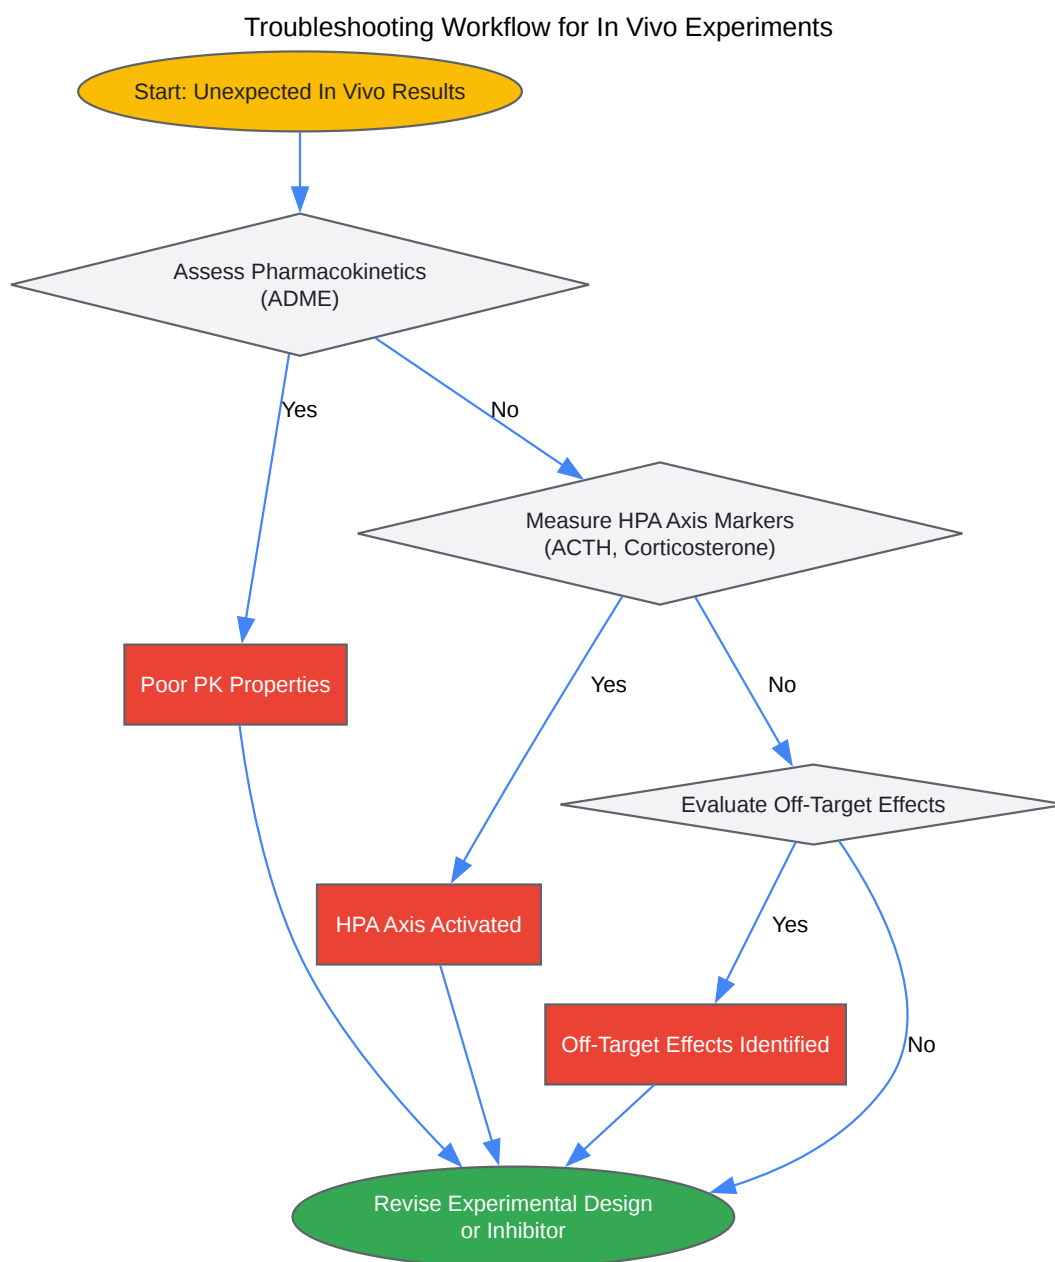 Troubleshooting Workflow for In Vivo Experiments
Start: Unexpected In Vivo Results
Assess Pharmacokinetics
(ADME)
Yes
No
Measure HPA Axis Markers
(ACTH, Corticosterone)
Poor PK Properties
Yes
No
Evaluate Off-Target Effects
HPA Axis Activated
Yes
Off-Target Effects Identified
No
Revise Experimental Design
or Inhibitor